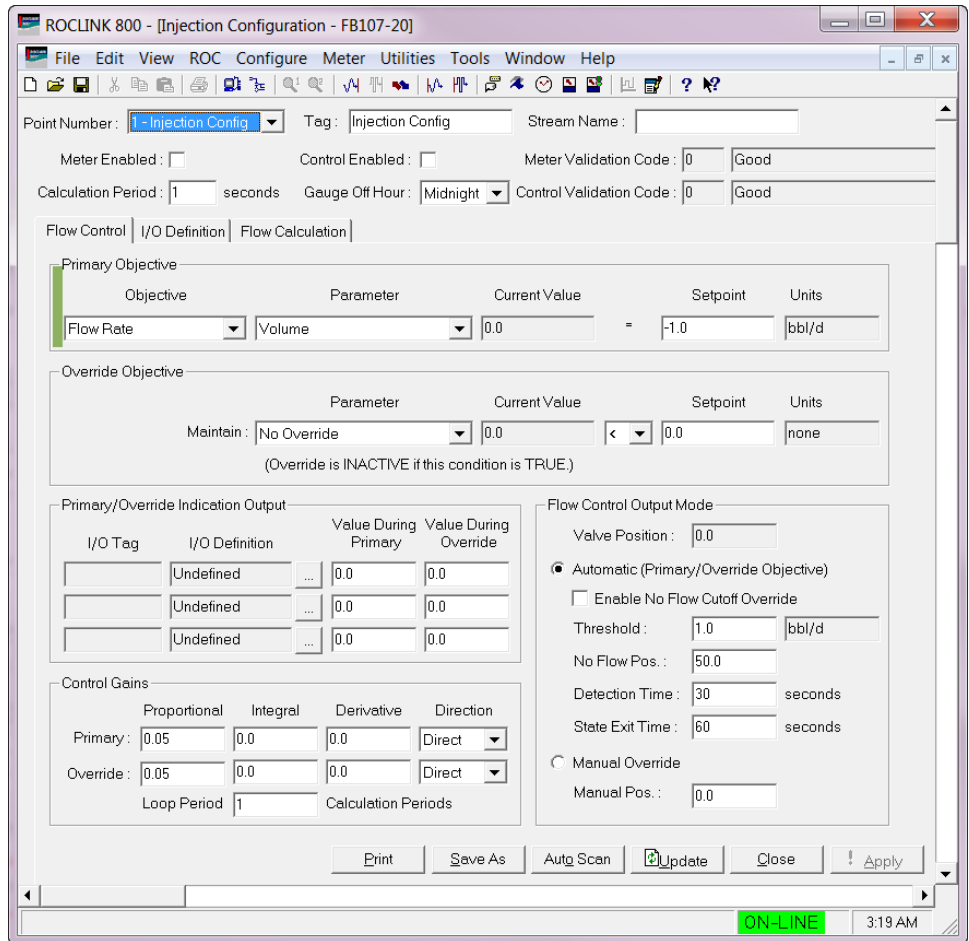 ROCLINK 800 - [Injection Configuration - FB107-20]
File Edit View ROC Configure Meter Utilities Tools Window Help
Point Number : 1 - Injection Config Tag : Injection Config Stream Name :
Meter Enabled : Control Enabled : Meter Validation Code : 0 Good
Calculation Period : 1 seconds Gauge Off Hour : Midnight Control Validation Code : 0 Good
Flow Control I/O Definition Flow Calculation
Primary Objective
Objective Parameter Current Value Setpoint Units
Flow Rate Volume 0.0 = -1.0 bbl/d
Override Objective
Parameter Current Value Setpoint Units
Maintain : No Override 0.0 < 0.0 none
(Override is INACTIVE if this condition is TRUE.)
Primary/Override Indication Output
I/O Tag I/O Definition Value During Primary Value During Override
Undefined ... 0.0 0.0
Undefined ... 0.0 0.0
Undefined ... 0.0 0.0
Control Gains
Proportional Integral Derivative Direction
Primary : 0.05 0.0 0.0 Direct
Override : 0.05 0.0 0.0 Direct
Loop Period 1 Calculation Periods
Flow Control Output Mode
Valve Position : 0.0
Automatic (Primary/Override Objective)
Enable No Flow Cutoff Override
Threshold : 1.0 bbl/d
No Flow Pos. : 50.0
Detection Time : 30 seconds
State Exit Time : 60 seconds
Manual Override
Manual Pos. : 0.0
Print Save As Auto Scan Update Close ! Apply
ON-LINE 3:19 AM